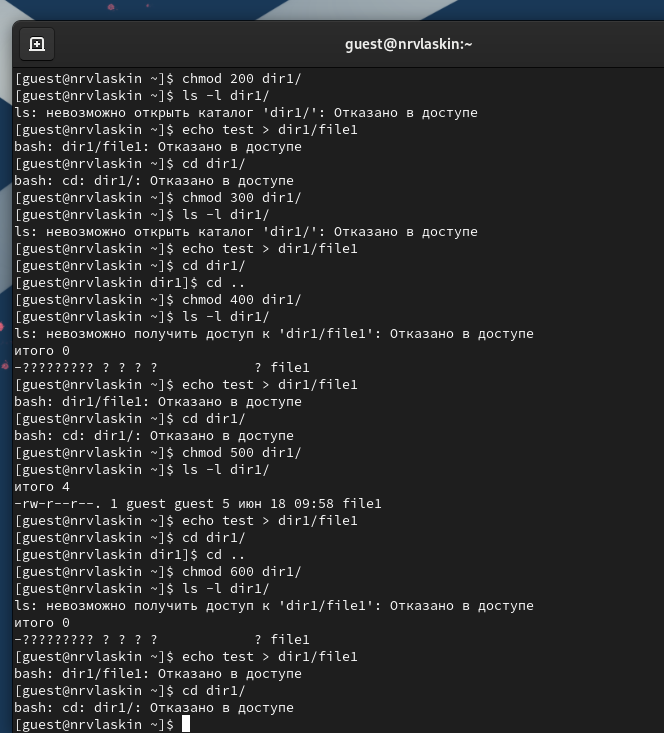 guest@nrvlaskin:~
[guest@nrvlaskin ~]$ chmod 200 dir1/
[guest@nrvlaskin ~]$ ls -l dir1/
ls: невозможно открыть каталог 'dir1/': Отказано в доступе
[guest@nrvlaskin ~]$ echo test > dir1/file1
bash: dir1/file1: Отказано в доступе
[guest@nrvlaskin ~]$ cd dir1/
bash: cd: dir1/: Отказано в доступе
[guest@nrvlaskin ~]$ chmod 300 dir1/
[guest@nrvlaskin ~]$ ls -l dir1/
ls: невозможно открыть каталог 'dir1/': Отказано в доступе
[guest@nrvlaskin ~]$ echo test > dir1/file1
[guest@nrvlaskin ~]$ cd dir1/
[guest@nrvlaskin dir1]$ cd ..
[guest@nrvlaskin ~]$ chmod 400 dir1/
[guest@nrvlaskin ~]$ ls -l dir1/
ls: невозможно получить доступ к 'dir1/file1': Отказано в доступе
итого 0
-????????? ? ? ? ?            ? file1
[guest@nrvlaskin ~]$ echo test > dir1/file1
bash: dir1/file1: Отказано в доступе
[guest@nrvlaskin ~]$ cd dir1/
bash: cd: dir1/: Отказано в доступе
[guest@nrvlaskin ~]$ chmod 500 dir1/
[guest@nrvlaskin ~]$ ls -l dir1/
итого 4
-rw-r--r--. 1 guest guest 5 июн 18 09:58 file1
[guest@nrvlaskin ~]$ echo test > dir1/file1
[guest@nrvlaskin ~]$ cd dir1/
[guest@nrvlaskin dir1]$ cd ..
[guest@nrvlaskin ~]$ chmod 600 dir1/
[guest@nrvlaskin ~]$ ls -l dir1/
ls: невозможно получить доступ к 'dir1/file1': Отказано в доступе
итого 0
-????????? ? ? ? ?            ? file1
[guest@nrvlaskin ~]$ echo test > dir1/file1
bash: dir1/file1: Отказано в доступе
[guest@nrvlaskin ~]$ cd dir1/
bash: cd: dir1/: Отказано в доступе
[guest@nrvlaskin ~]$